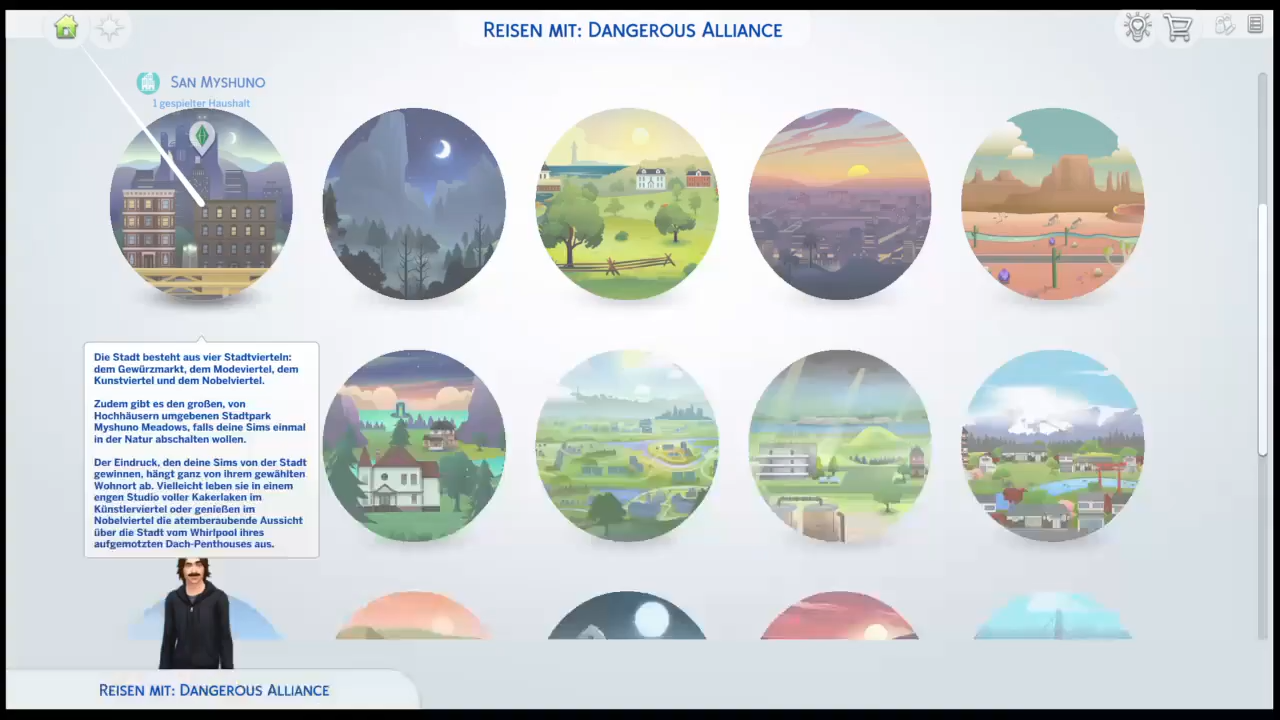 REISEN MIT: DANGEROUS ALLIANCE
SAN MYSHUNO
1 gespielter Haushalt
Die Stadt besteht aus vier Stadtvierteln:
dem Gewürzmarkt, dem Modeviertel, dem
Kunstviertel und dem Nobelviertel.
Zudem gibt es den großen, von
Hochhäusern umgebenen Stadtpark
Myshuno Meadows, falls deine Sims einmal
in der Natur abschalten wollen.
Der Eindruck, den deine Sims von der Stadt
gewinnen, hängt ganz von ihrem gewählten
Wohnort ab. Vielleicht leben sie in einem
engen Studio voller Kakerlaken im
Künstlerviertel oder genießen im
Nobelviertel die atemberaubende Aussicht
über die Stadt vom Whirlpool ihres
aufgemotzten Dach-Penthouses aus.
REISEN MIT: DANGEROUS ALLIANCE